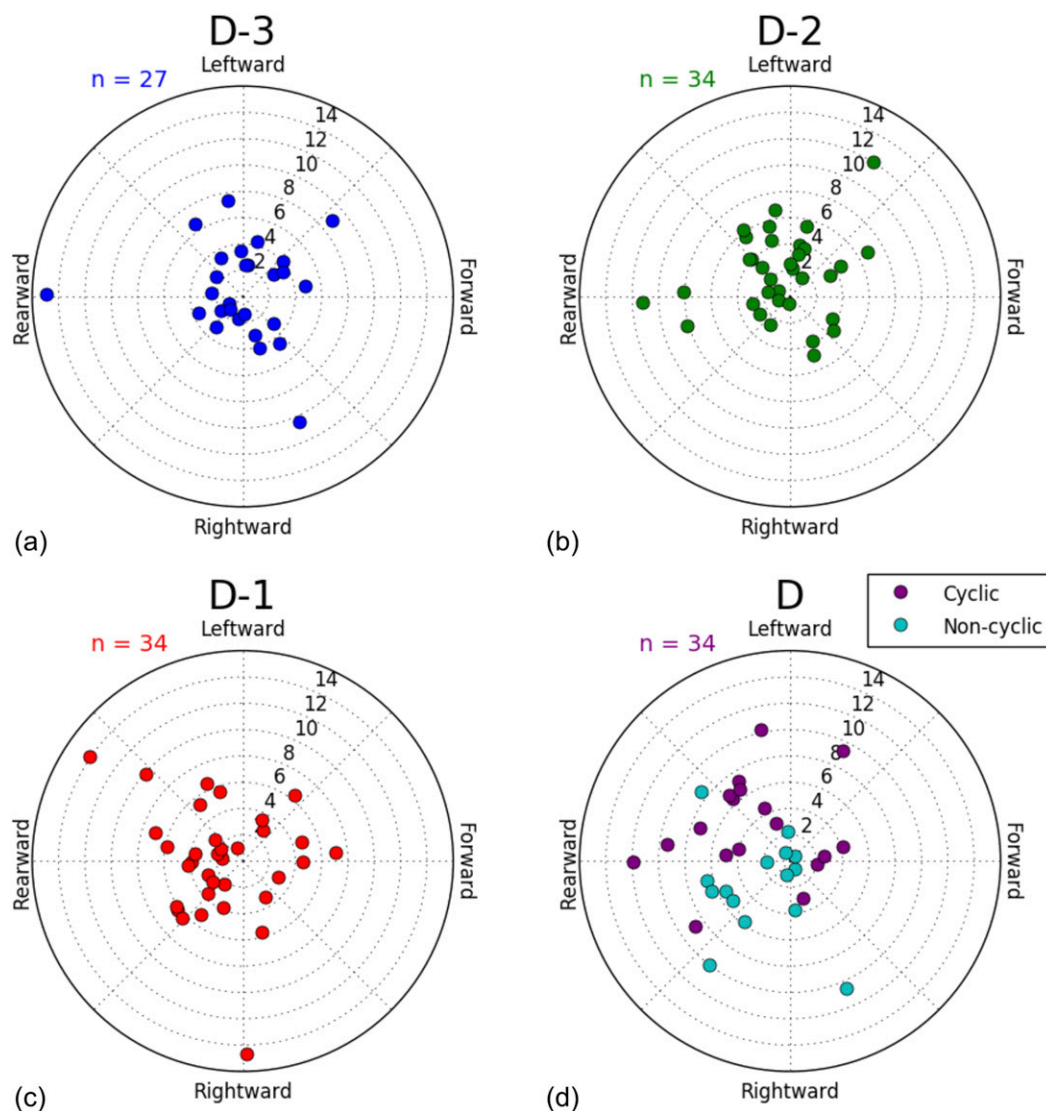 D-3
Leftward
n = 27
14
12
10
8
6
4
2
Rearward
Forward
Rightward
(a)
D-2
Leftward
n = 34
14
12
10
8
6
4
2
Rearward
Forward
Rightward
(b)
D-1
Leftward
n = 34
14
12
10
8
6
4
Rearward
Forward
Rightward
(c)
D
Leftward
n = 34
Cyclic
Non-cyclic
14
12
10
8
6
4
2
Rearward
Forward
Rightward
(d)